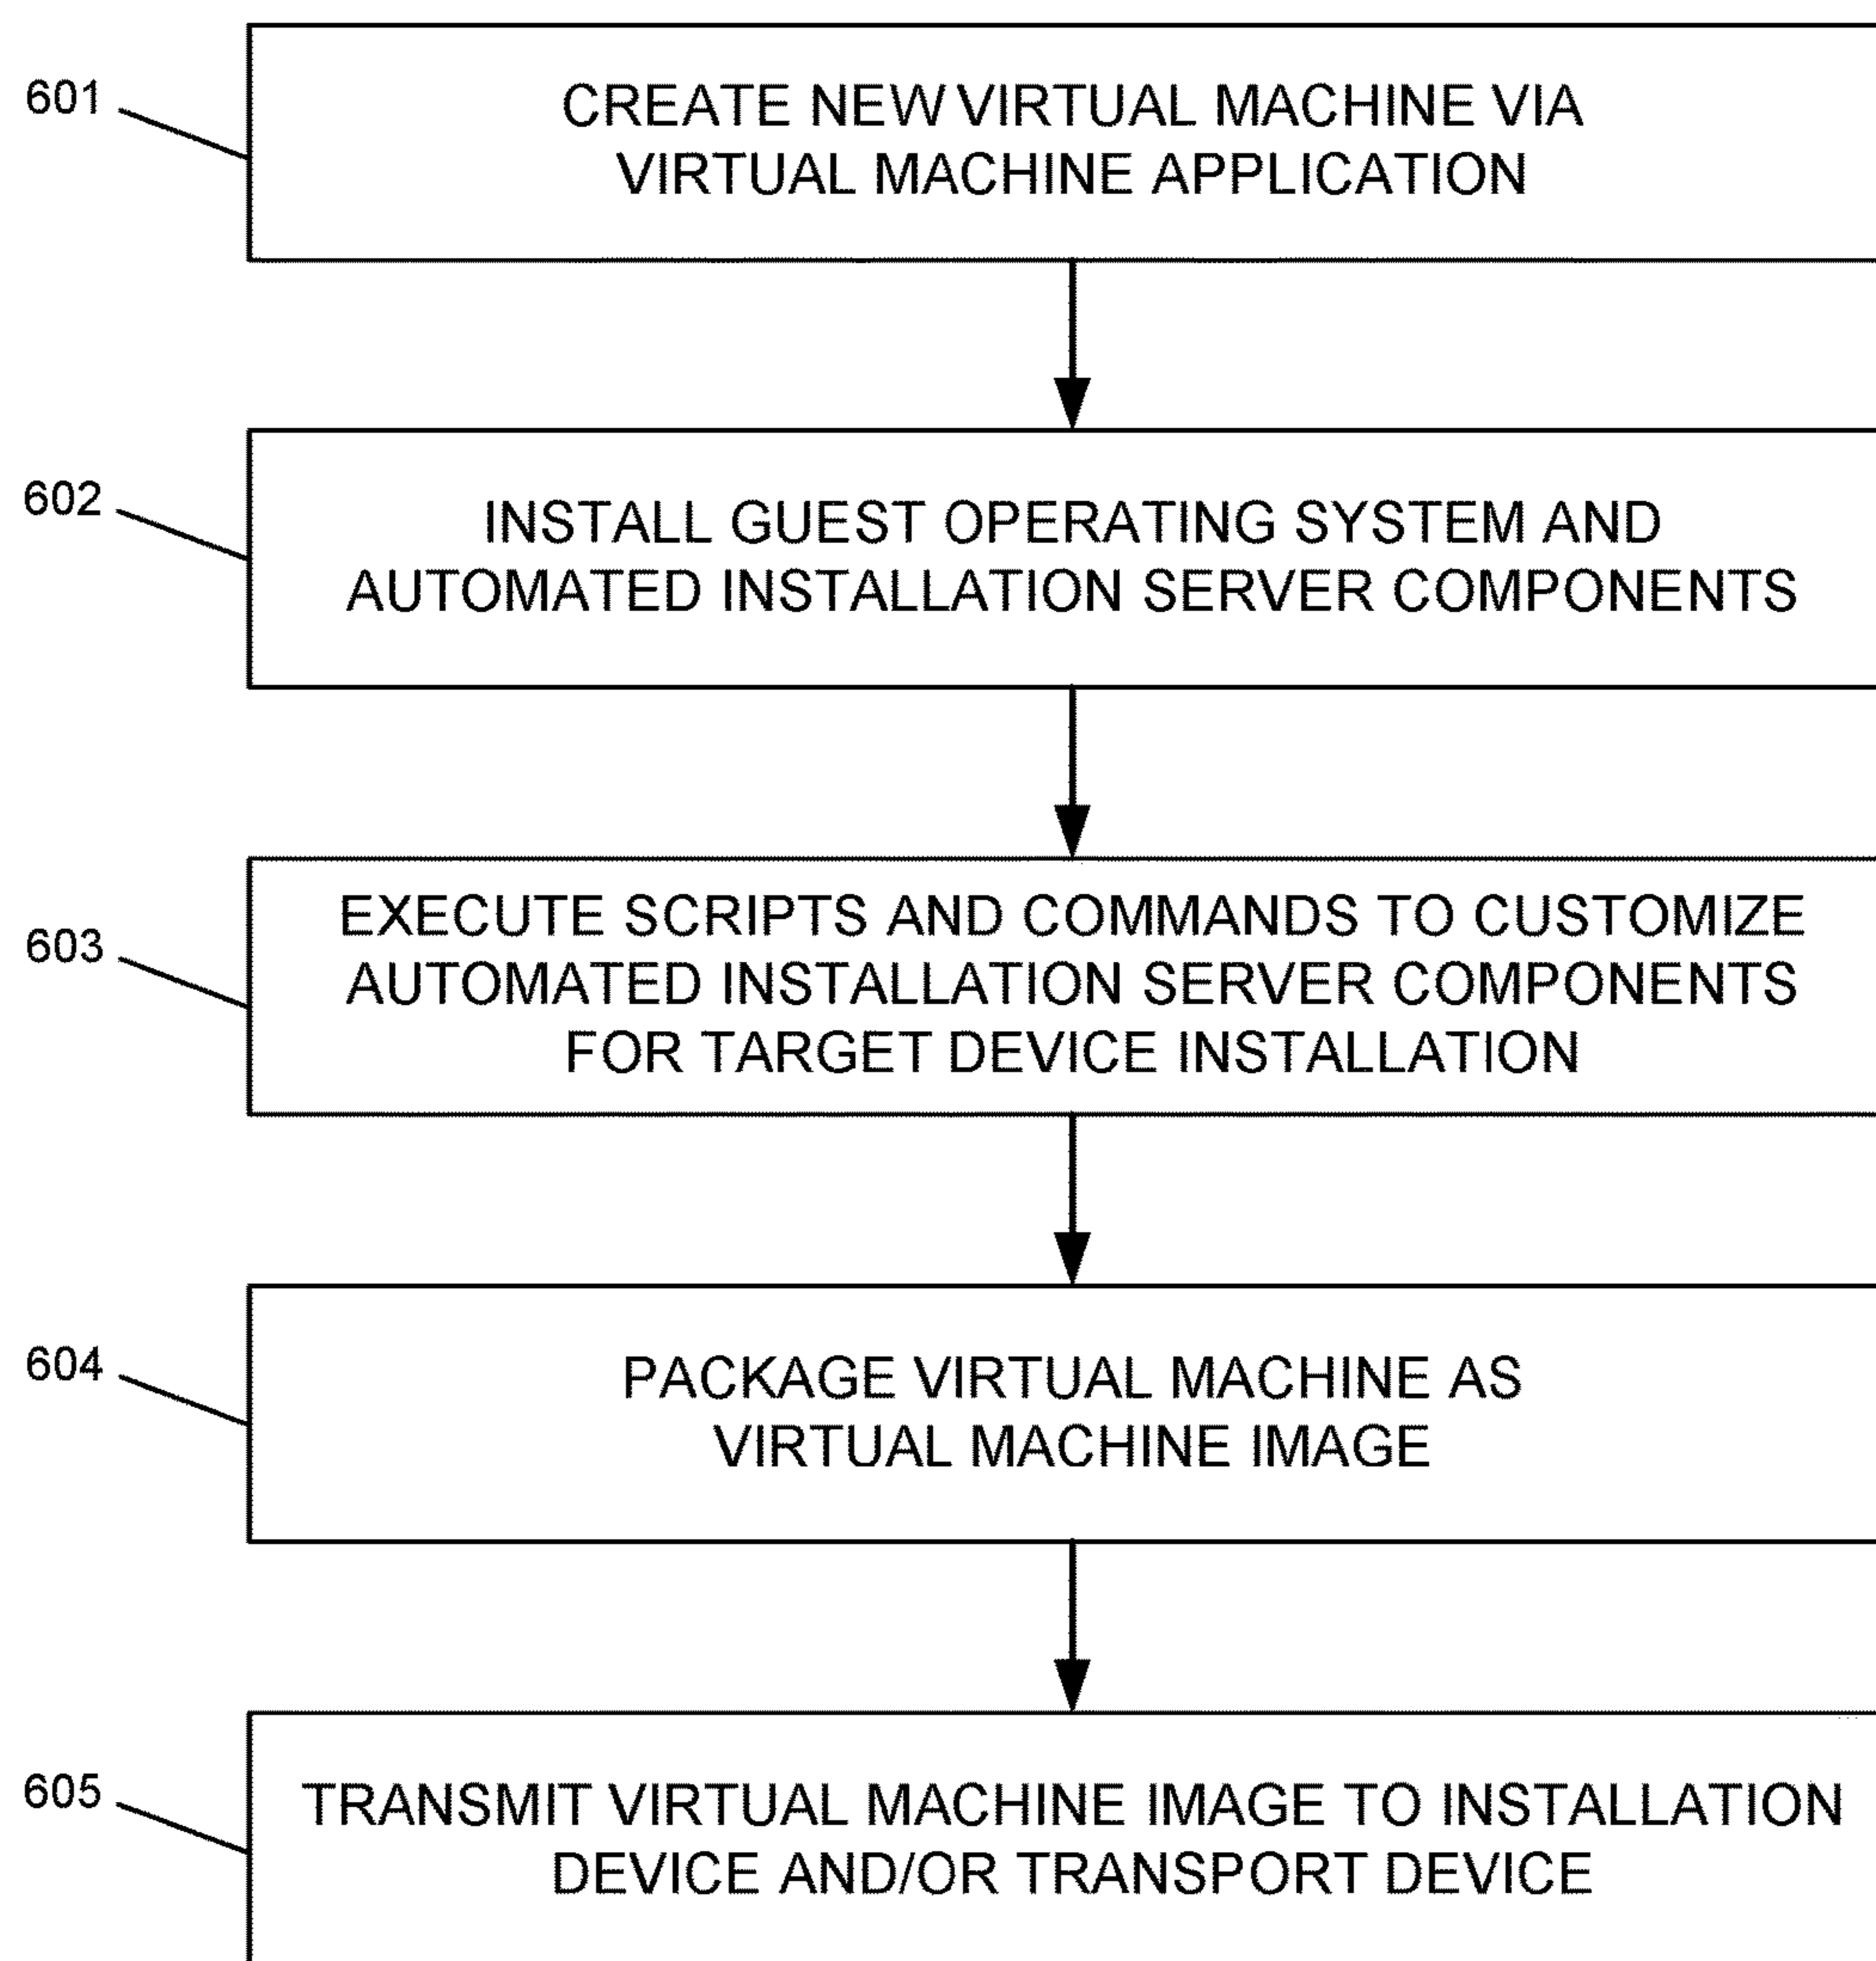 601
CREATE NEW VIRTUAL MACHINE VIA
VIRTUAL MACHINE APPLICATION
602
INSTALL GUEST OPERATING SYSTEM AND
AUTOMATED INSTALLATION SERVER COMPONENTS
603
EXECUTE SCRIPTS AND COMMANDS TO CUSTOMIZE
AUTOMATED INSTALLATION SERVER COMPONENTS
FOR TARGET DEVICE INSTALLATION
604
PACKAGE VIRTUAL MACHINE AS
VIRTUAL MACHINE IMAGE
605
TRANSMIT VIRTUAL MACHINE IMAGE TO INSTALLATION
DEVICE AND/OR TRANSPORT DEVICE